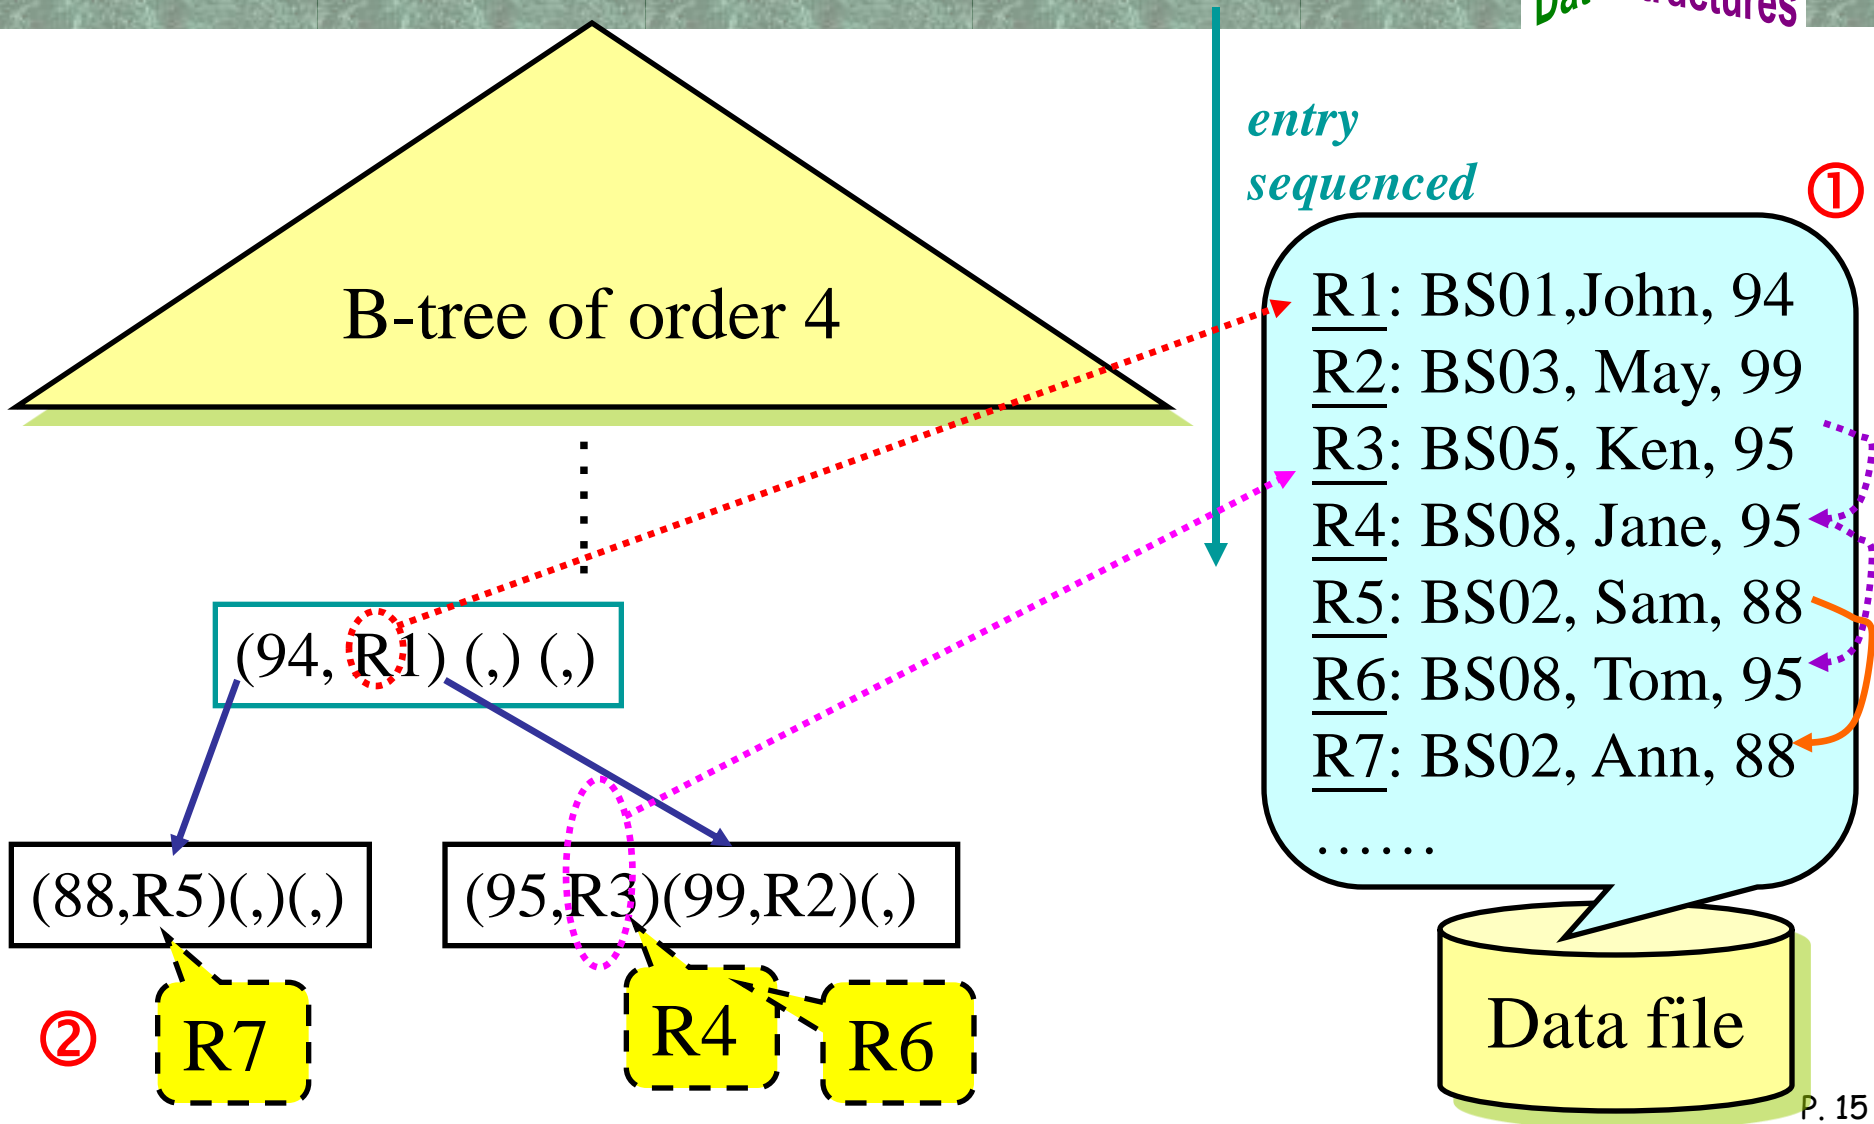 entry
sequenced
①
B-tree of order 4
R1: BS01,John, 94
R2: BS03, May, 99
R3: BS05, Ken, 95
R4: BS08, Jane, 95
R5: BS02, Sam, 88
R6: BS08, Tom, 95
R7: BS02, Ann, 88
......
(94, R1) (,) (,)
(88,R5)(,)(,)
(95,R3)(99,R2)(,)
②
R7
R4
R6
Data file
P. 15